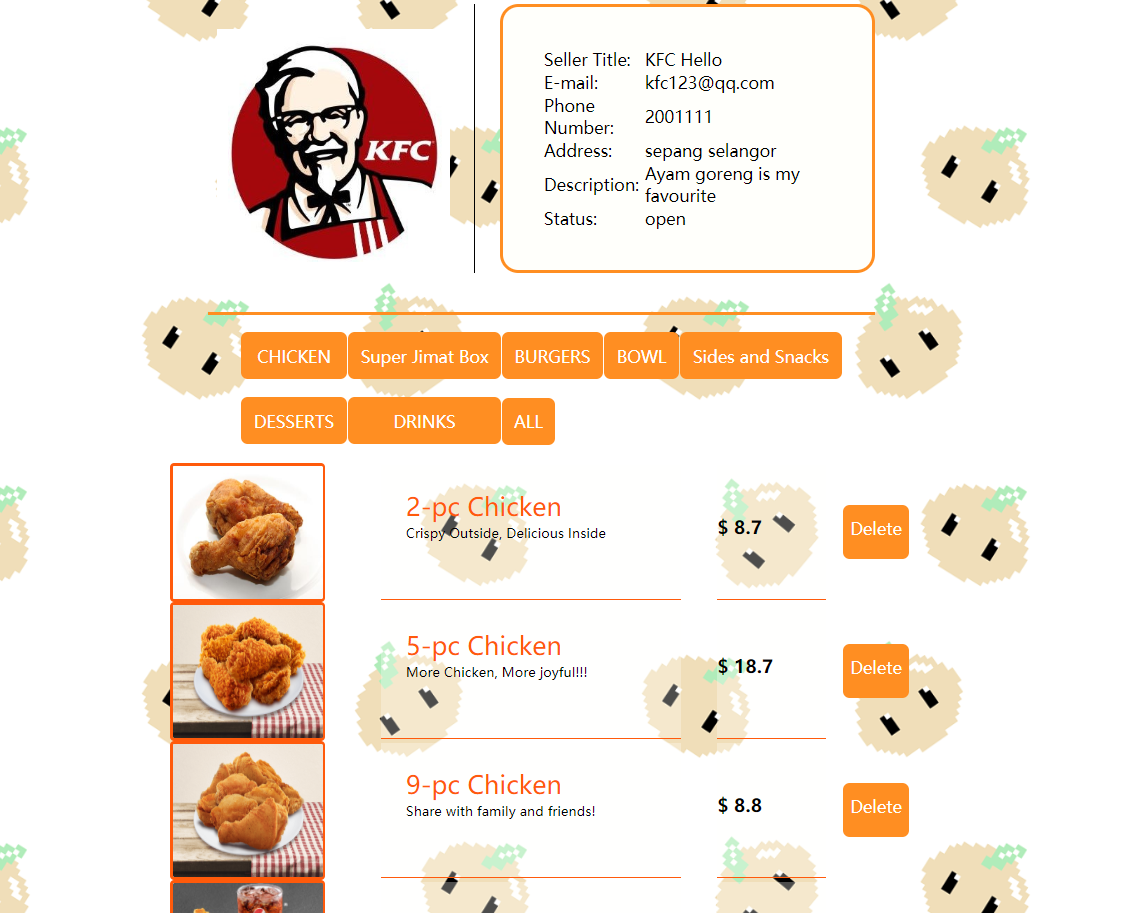 KFC
Seller Title: KFC Hello
E-mail: kfc123@qq.com
Phone
Number: 2001111
Address: sepang selangor
Description: Ayam goreng is my
favourite
Status: open
CHICKEN Super Jimat Box BURGERS BOWL Sides and Snacks
DESSERTS DRINKS ALL
2-pc Chicken
Crispy Outside, Delicious Inside
$ 8.7
Delete
5-pc Chicken
More Chicken, More joyful!!!
$ 18.7
Delete
9-pc Chicken
Share with family and friends!
$ 8.8
Delete